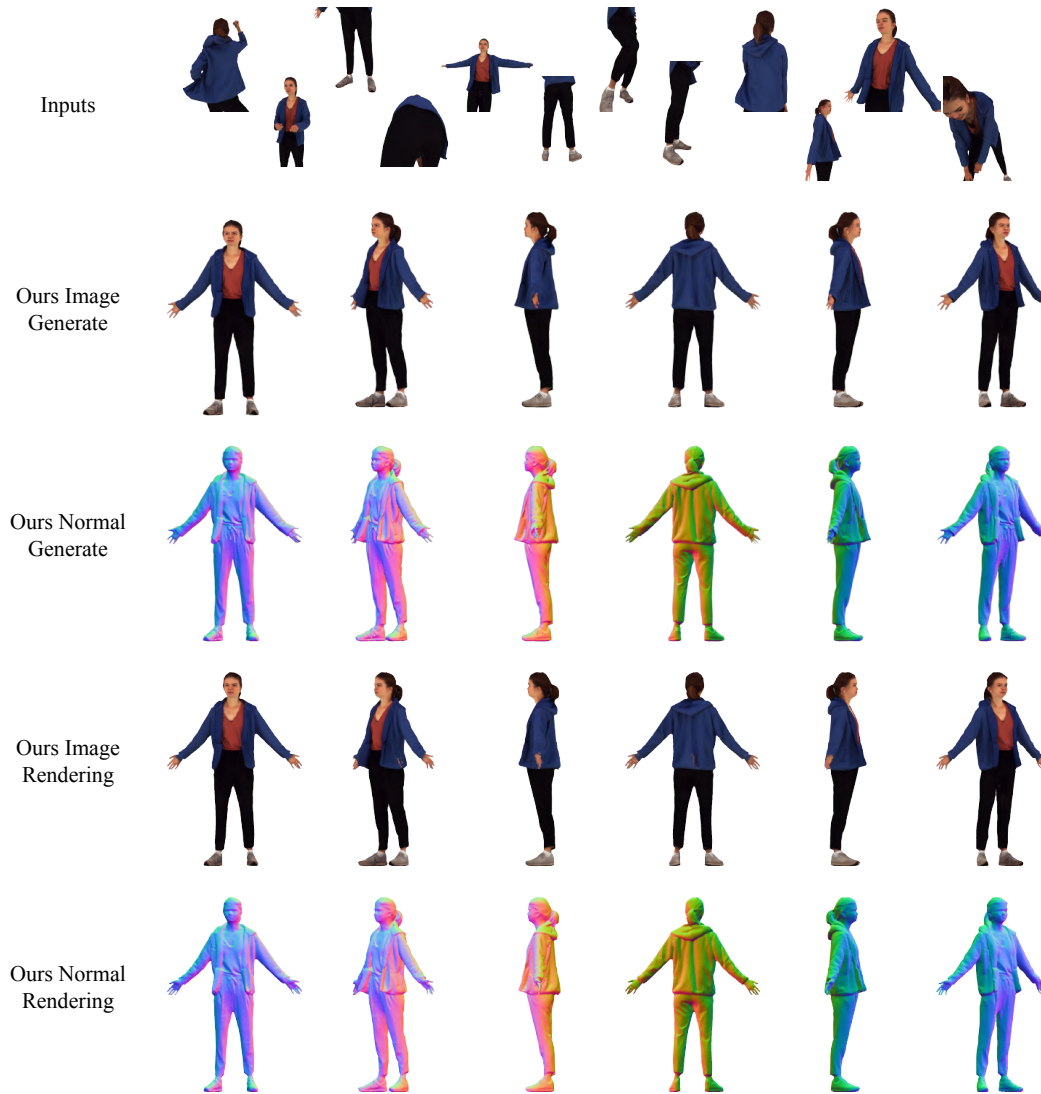 Inputs
Ours Image
Generate
Ours Normal
Generate
Ours Image
Rendering
Ours Normal
Rendering